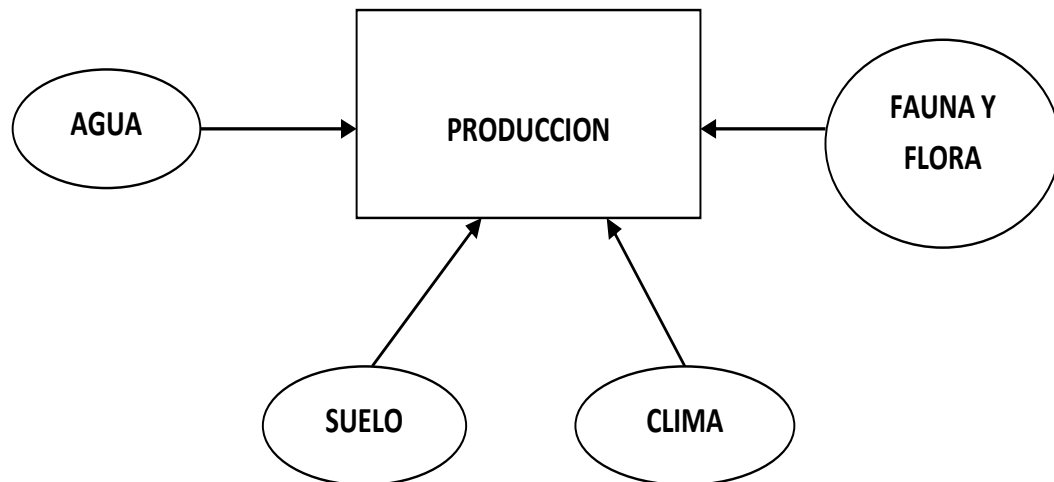 AGUA
PRODUCCION
FAUNA Y
FLORA
SUELO
CLIMA